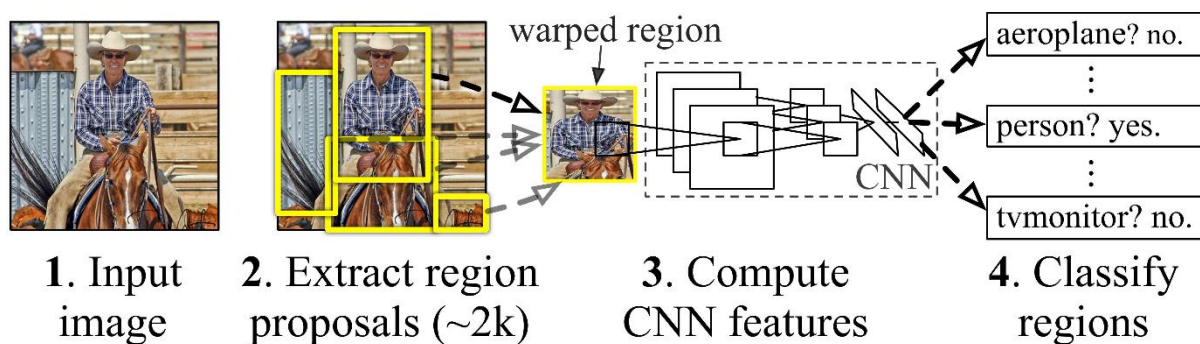 warped region
aeroplane? no.
person? yes.
CNN
tvmonitor? no.
1. Input
image
2. Extract region
proposals (~2k)
3. Compute
CNN features
4. Classify
regions